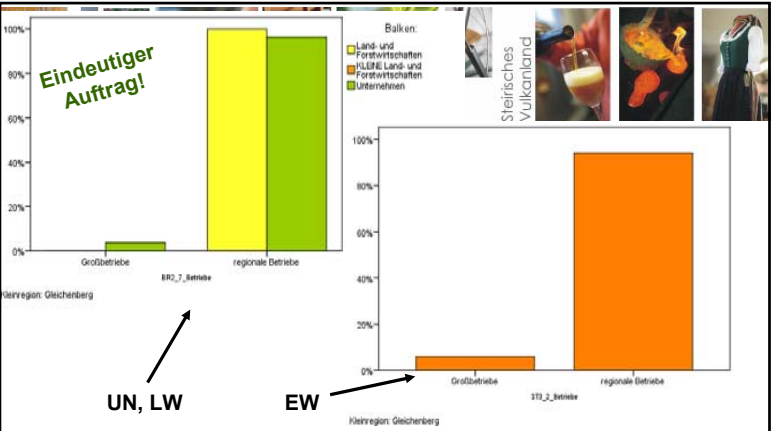 Eindeutiger
Auftrag!
100%
80%
60%
40%
20%
0%
Großbetriebe
regionale Betriebe
BR2_7_Betriebe
Kleinregion: Gleichenberg
Balken:
Land- und
Forstwirtschaften
KLEINE Land- und
Forstwirtschaften
Unternehmen
Steirisches
Vulkanland
100%
80%
60%
40%
20%
0%
Großbetriebe
regionale Betriebe
ST3_2_Betriebe
Kleinregion: Gleichenberg
UN, LW
EW